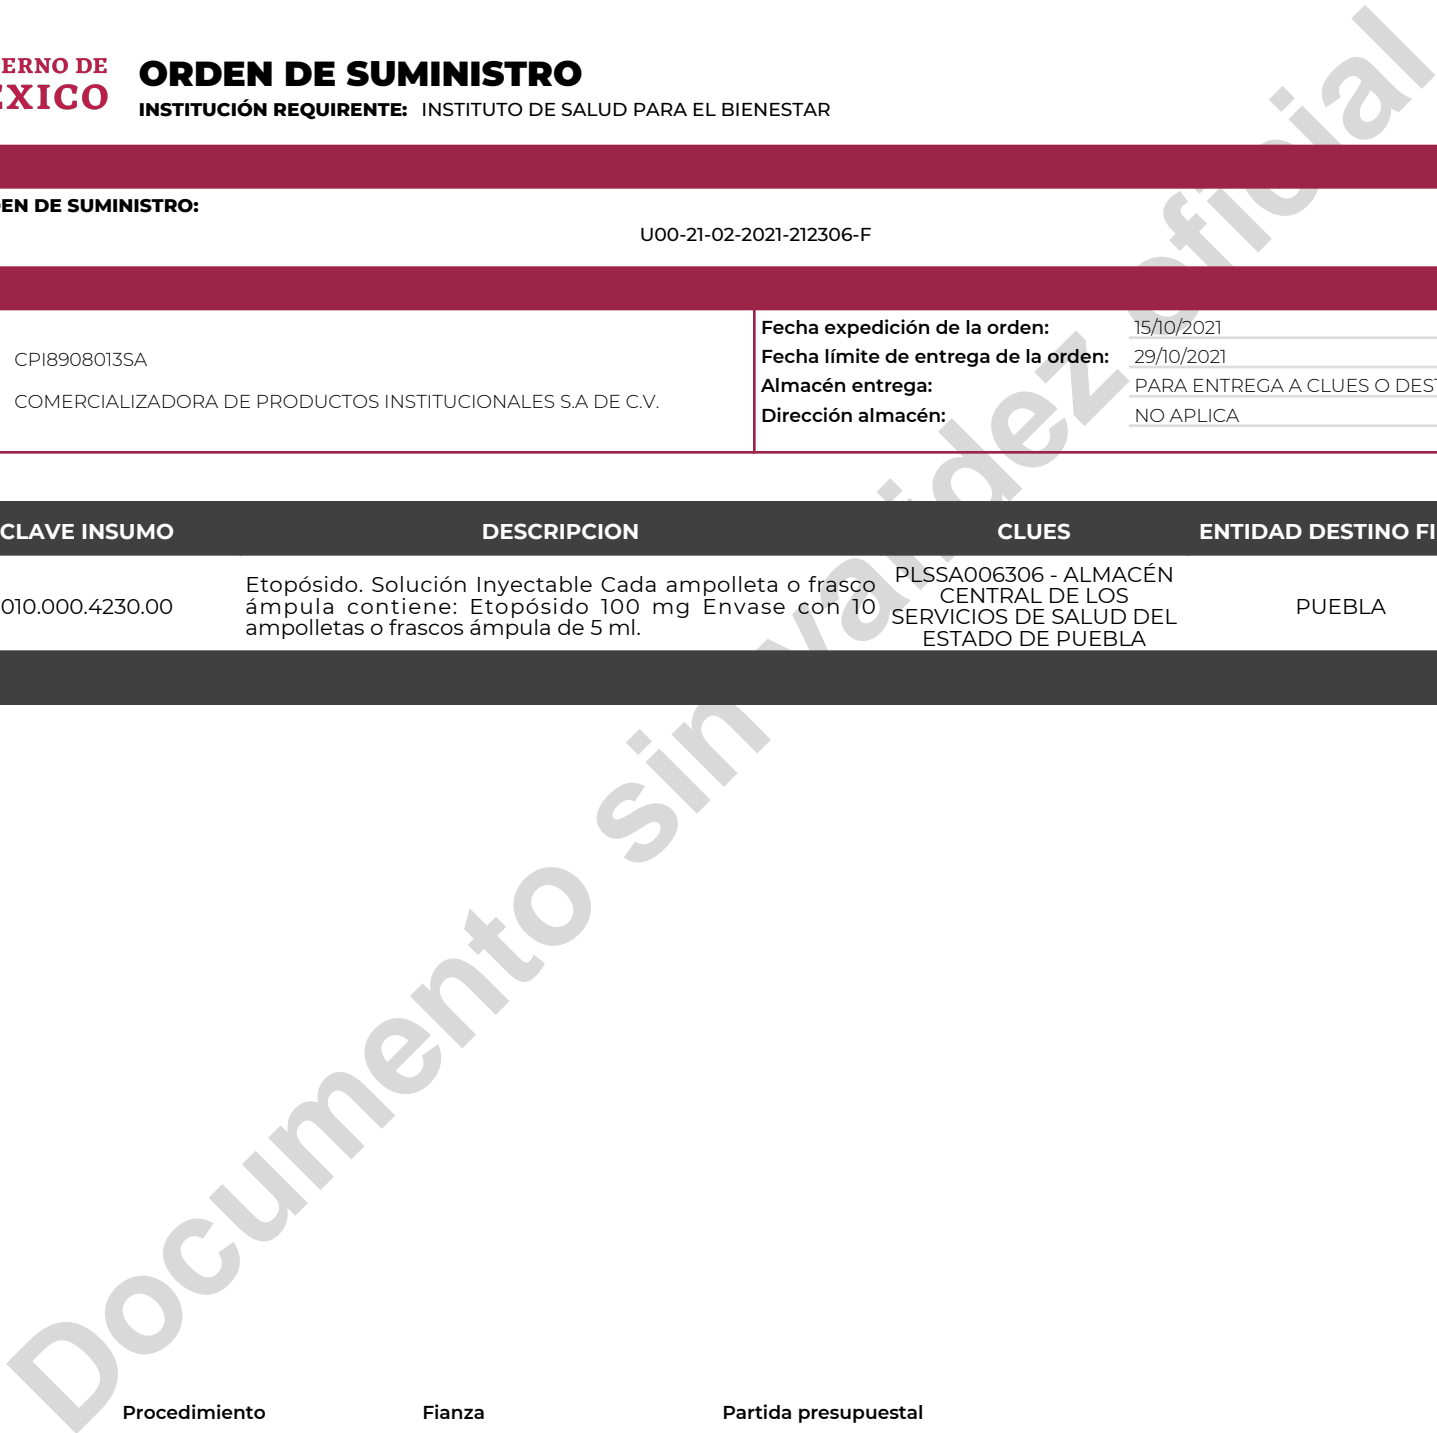 ERNO DE
EXICO
ORDEN DE SUMINISTRO
INSTITUCIÓN REQUIRENTE: INSTITUTO DE SALUD PARA EL BIENESTAR
EN DE SUMINISTRO:
U00-21-02-2021-212306-F
CPI8908013SA
COMERCIALIZADORA DE PRODUCTOS INSTITUCIONALES S.A DE C.V.
Fecha expedición de la orden: 15/10/2021
Fecha límite de entrega de la orden: 29/10/2021
Almacén entrega: PARA ENTREGA A CLUES O DEST
Dirección almacén: NO APLICA
CLAVE INSUMO DESCRIPCION CLUES ENTIDAD DESTINO FI
010.000.4230.00
Etopósido. Solución Inyectable Cada ampolleta o frasco
ámpula contiene: Etopósido 100 mg Envase con 10
ampolletas o frascos ámpula de 5 ml.
PLSSA006306 - ALMACÉN
CENTRAL DE LOS
SERVICIOS DE SALUD DEL
ESTADO DE PUEBLA
PUEBLA
Documento sin validez oficial
Procedimiento Fianza Partida presupuestal